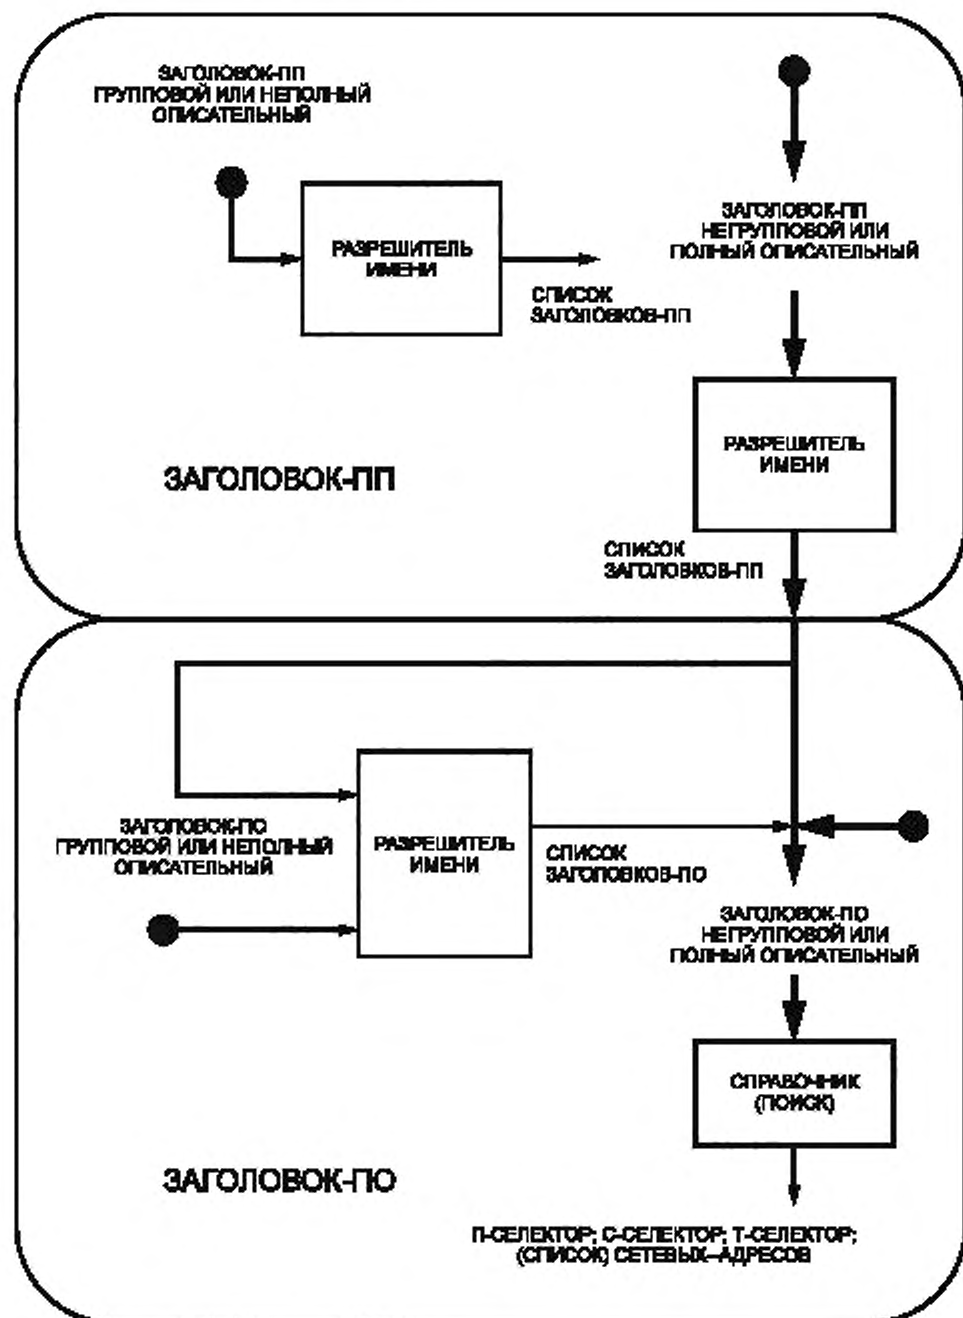 ЗАГОЛОВОК-ПП
ГРУППОВОЙ ИЛИ НЕПОЛНЫЙ
ОПИСАТЕЛЬНЫЙ
РАЗРЕШИТЕЛЬ
ИМЕНИ
СПИСОК
ЗАГОЛОВКОВ-ПП
ЗАГОЛОВОК-ПП
НЕГРУППОВОЙ ИЛИ
ПОЛНЫЙ ОПИСАТЕЛЬНЫЙ
РАЗРЕШИТЕЛЬ
ИМЕНИ
ЗАГОЛОВОК-ПП
СПИСОК
ЗАГОЛОВКОВ-ПП
ЗАГОЛОВОК-ПО
ГРУППОВОЙ ИЛИ НЕПОЛНЫЙ
ОПИСАТЕЛЬНЫЙ
РАЗРЕШИТЕЛЬ
ИМЕНИ
СПИСОК
ЗАГОЛОВКОВ-ПО
ЗАГОЛОВОК-ПО
НЕГРУППОВОЙ ИЛИ
ПОЛНЫЙ ОПИСАТЕЛЬНЫЙ
СПРАВОЧНИК
(ПОИСК)
ЗАГОЛОВОК-ПО
П-СЕЛЕКТОР; С-СЕЛЕКТОР; Т-СЕЛЕКТОР;
(СПИСОК) СЕТЕВЫХ-АДРЕСОВ